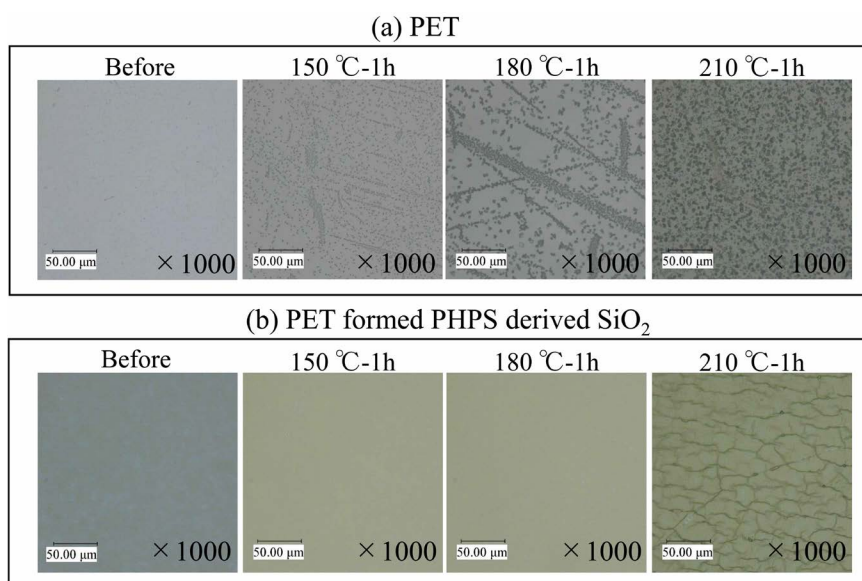 (a) PET
Before
150 ℃-1h
180 ℃-1h
210 ℃-1h
50.00 μm
× 1000
50.00 μm
× 1000
50.00 μm
× 1000
50.00 μm
× 1000
(b) PET formed PHPS derived SiO₂
Before
150 ℃-1h
180 ℃-1h
210 ℃-1h
50.00 μm
× 1000
50.00 μm
× 1000
50.00 μm
× 1000
50.00 μm
× 1000